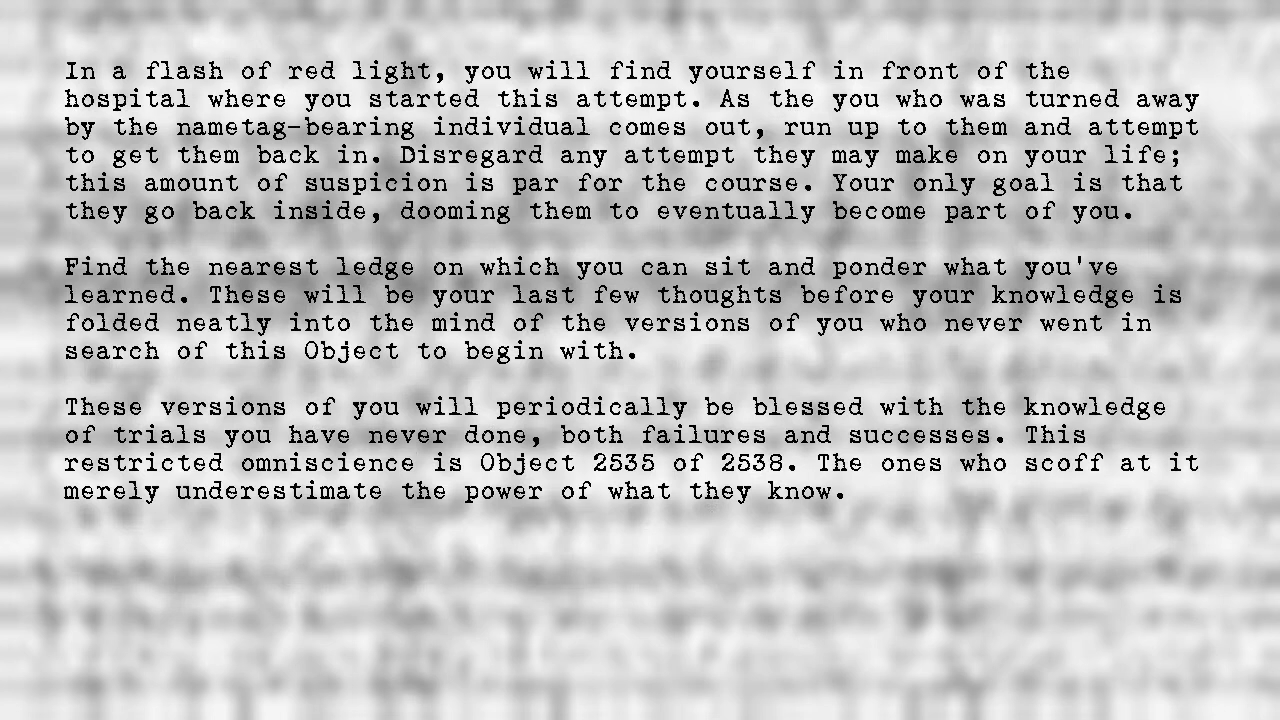 In a flash of red light, you will find yourself in front of the
hospital where you started this attempt. As the you who was turned away
by the nametag-bearing individual comes out, run up to them and attempt
to get them back in. Disregard any attempt they may make on your life;
this amount of suspicion is par for the course. Your only goal is that
they go back inside, dooming them to eventually become part of you.

Find the nearest ledge on which you can sit and ponder what you've
learned. These will be your last few thoughts before your knowledge is
folded neatly into the mind of the versions of you who never went in
search of this Object to begin with.

These versions of you will periodically be blessed with the knowledge
of trials you have never done, both failures and successes. This
restricted omniscience is Object 2535 of 2538. The ones who scoff at it
merely underestimate the power of what they know.